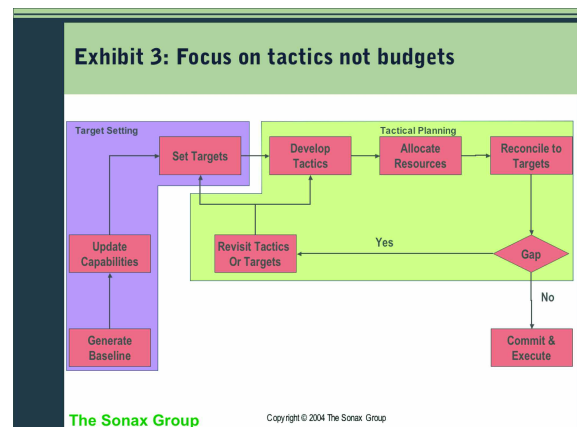 Exhibit 3: Focus on tactics not budgets
Target Setting
Tactical Planning
Set Targets
Develop
Tactics
Allocate
Resources
Reconcile to
Targets
Update
Capabilities
Revisit Tactics
Or Targets
Yes
Gap
No
Generate
Baseline
Commit &
Execute
The Sonax Group
Copyright © 2004 The Sonax Group